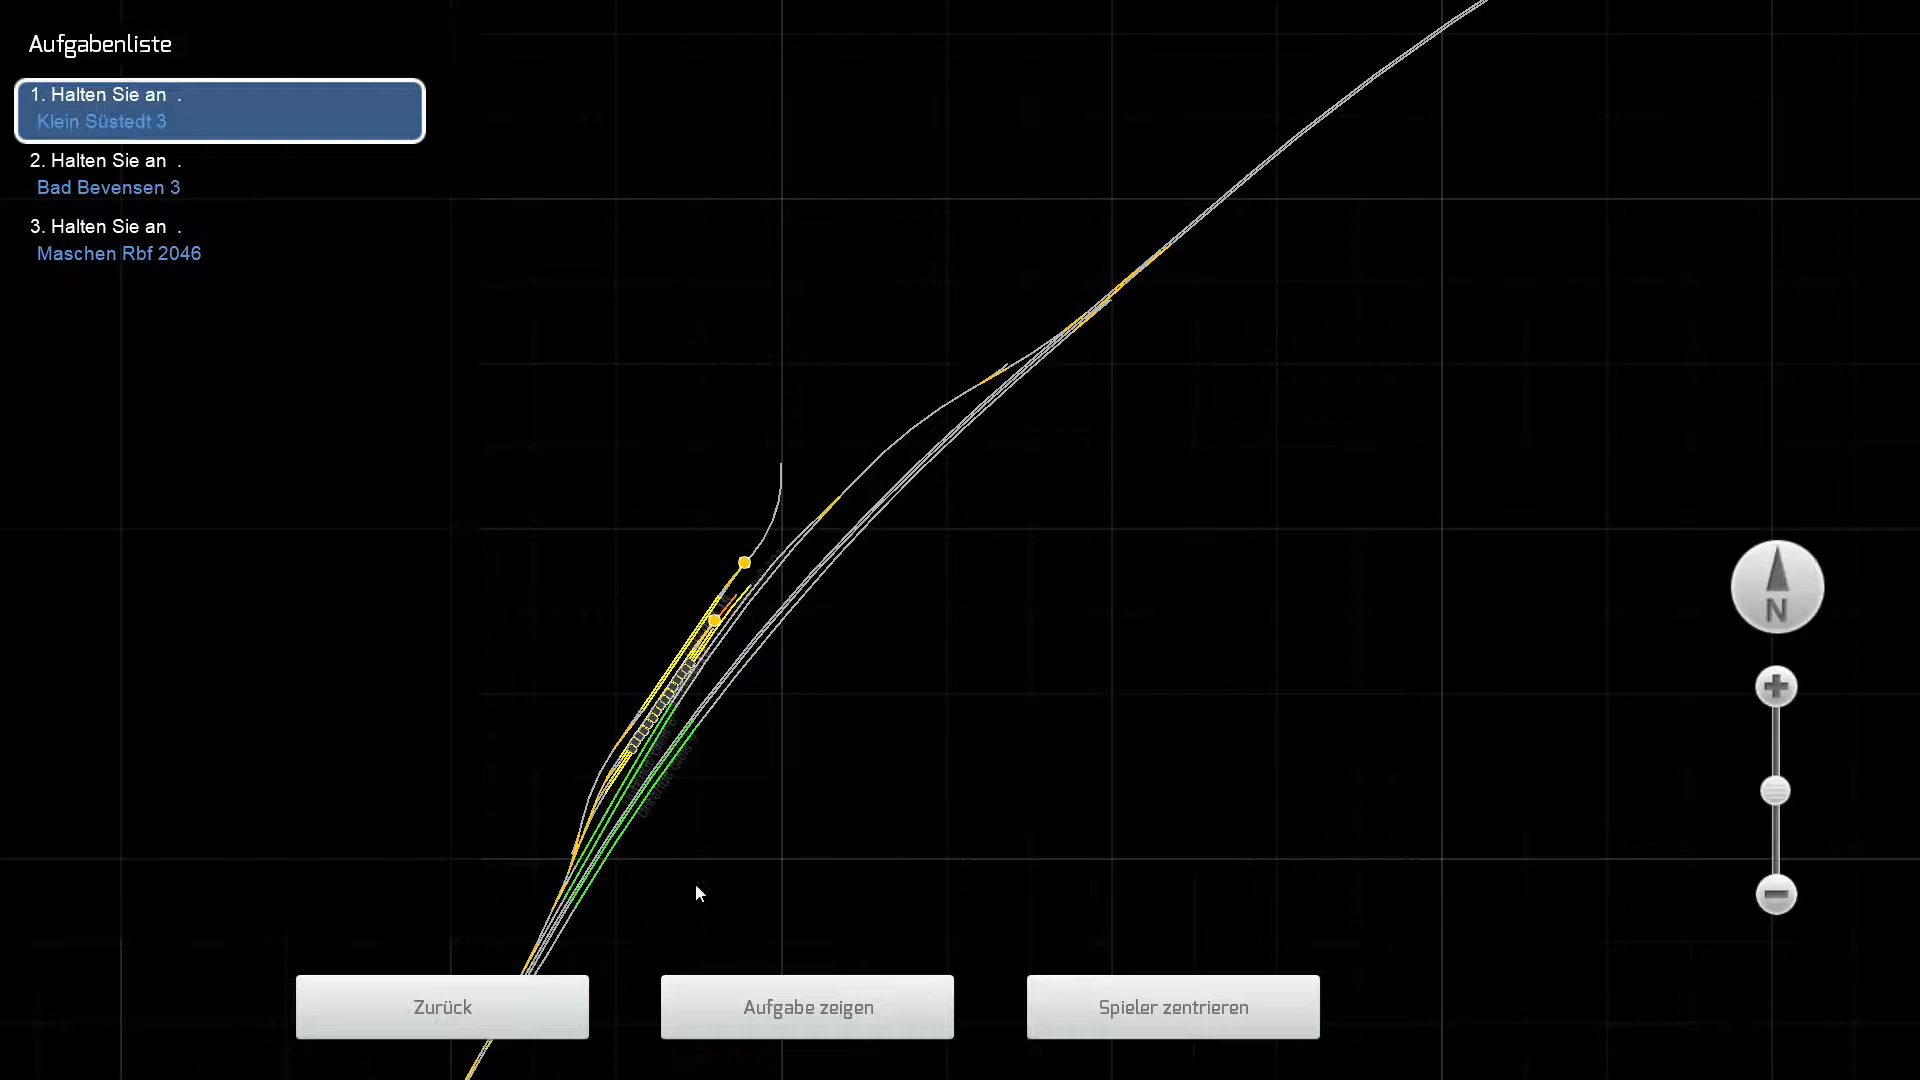 Aufgabenliste
1. Halten Sie an .
Klein Süstedt 3
2. Halten Sie an .
Bad Bevensen 3
3. Halten Sie an .
Maschen Rbf 2046
N
Zurück
Aufgabe zeigen
Spieler zentrieren